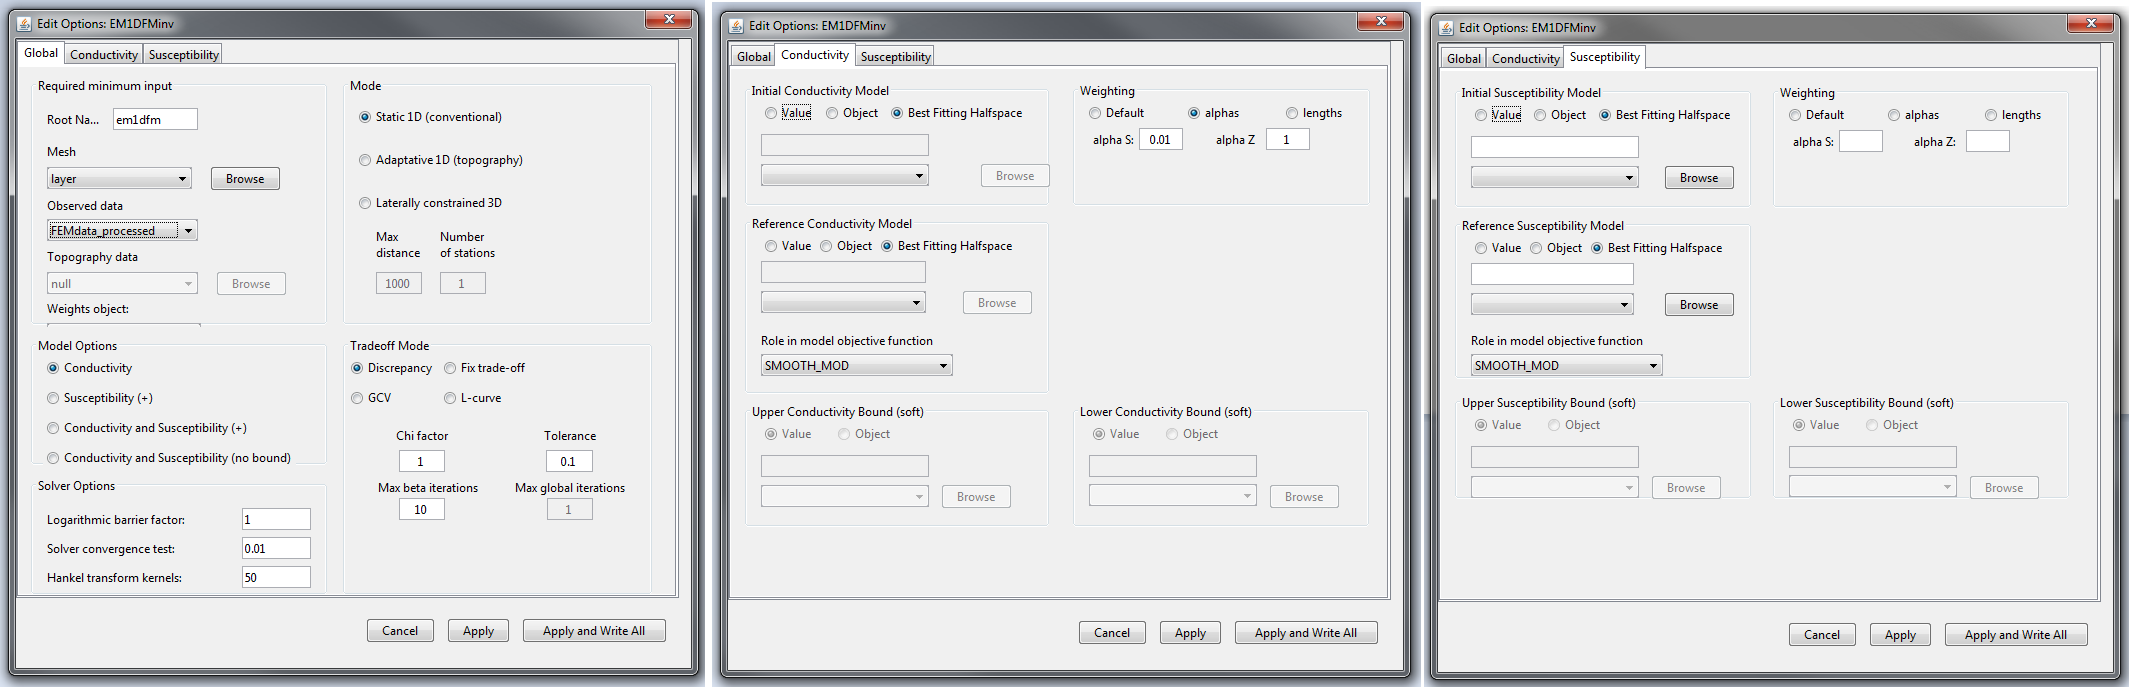 Edit Options: EM1DFMinv
Global Conductivity Susceptibility
Required minimum input
Root Na... em1dfm
Mesh
layer Browse
Observed data
FEMdata_processed
Topography data
null Browse
Weights object:
Mode
Static 1D (conventional)
Adaptative 1D (topography)
Laterally constrained 3D
Max distance
Number of stations
1000 1
Model Options
Conductivity
Susceptibility (+)
Conductivity and Susceptibility (+)
Conductivity and Susceptibility (no bound)
Tradeoff Mode
Discrepancy Fix trade-off
GCV L-curve
Chi factor Tolerance
1 0.1
Max beta iterations Max global iterations
10 1
Solver Options
Logarithmic barrier factor: 1
Solver convergence test: 0.01
Hankel transform kernels: 50
Cancel Apply Apply and Write All
Edit Options: EM1DFMinv
Global Conductivity Susceptibility
Initial Conductivity Model
Value Object Best Fitting Halfspace
Browse
Weighting
Default alphas lengths
alpha S: 0.01 alpha Z 1
Reference Conductivity Model
Value Object Best Fitting Halfspace
Browse
Role in model objective function
SMOOTH_MOD
Upper Conductivity Bound (soft)
Value Object
Browse
Lower Conductivity Bound (soft)
Value Object
Browse
Cancel Apply Apply and Write All
Edit Options: EM1DFMinv
Global Conductivity Susceptibility
Initial Susceptibility Model
Value Object Best Fitting Halfspace
Browse
Weighting
Default alphas lengths
alpha S: alpha Z:
Reference Susceptibility Model
Value Object Best Fitting Halfspace
Browse
Role in model objective function
SMOOTH_MOD
Upper Susceptibility Bound (soft)
Value Object
Browse
Lower Susceptibility Bound (soft)
Value Object
Browse
Cancel Apply Apply and Write All